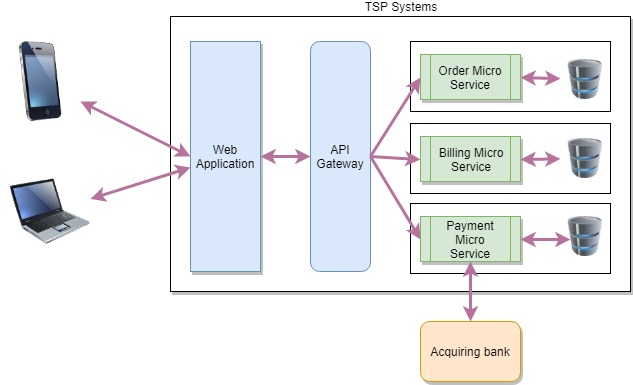 TSP Systems
Web
Application
API
Gateway
Order Micro
Service
Billing Micro
Service
Payment
Micro
Service
Acquiring bank